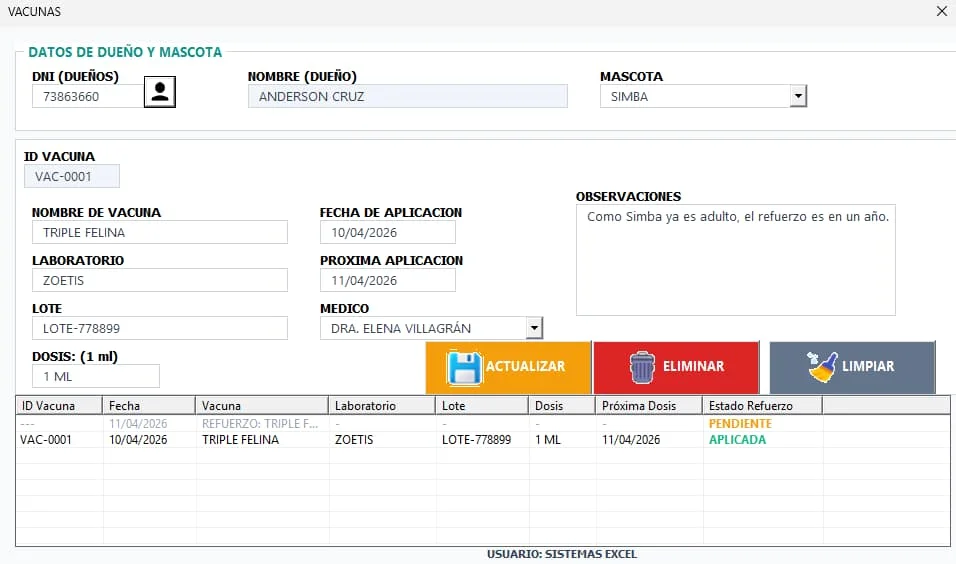 VACUNAS
DATOS DE DUEÑO Y MASCOTA
DNI (DUEÑOS) NOMBRE (DUEÑO) MASCOTA
73863660 ANDERSON CRUZ SIMBA
ID VACUNA
VAC-0001
OBSERVACIONES
Como Simba ya es adulto, el refuerzo es en un año.
NOMBRE DE VACUNA FECHA DE APLICACION
TRIPLE FELINA 10/04/2026
LABORATORIO PROXIMA APLICACION
ZOETIS 11/04/2026
LOTE MEDICO
LOTE-778899 DRA. ELENA VILLAGRÁN
DOSIS: (1 ml)
1 ML
ACTUALIZAR ELIMINAR LIMPIAR
ID Vacuna Fecha Vacuna Laboratorio Lote Dosis Próxima Dosis Estado Refuerzo
--- 11/04/2026 REFUERZO: TRIPLE F... - - - - PENDIENTE
VAC-0001 10/04/2026 TRIPLE FELINA ZOETIS LOTE-778899 1 ML 11/04/2026 APLICADA
USUARIO: SISTEMAS EXCEL